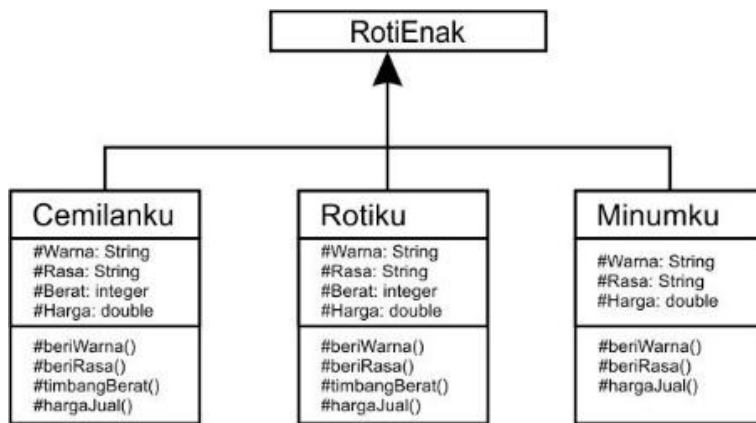 RotiEnak
Cemilanku
#Warna: String
#Rasa: String
#Berat: integer
#Harga: double
#beriWarna()
#beriRasa()
#timbangBerat()
#hargaJual()
Rotiku
#Warna: String
#Rasa: String
#Berat: integer
#Harga: double
#beriWarna()
#beriRasa()
#timbangBerat()
#hargaJual()
Minumku
#Warna: String
#Rasa: String
#Harga: double
#beriWarna()
#beriRasa()
#hargaJual()